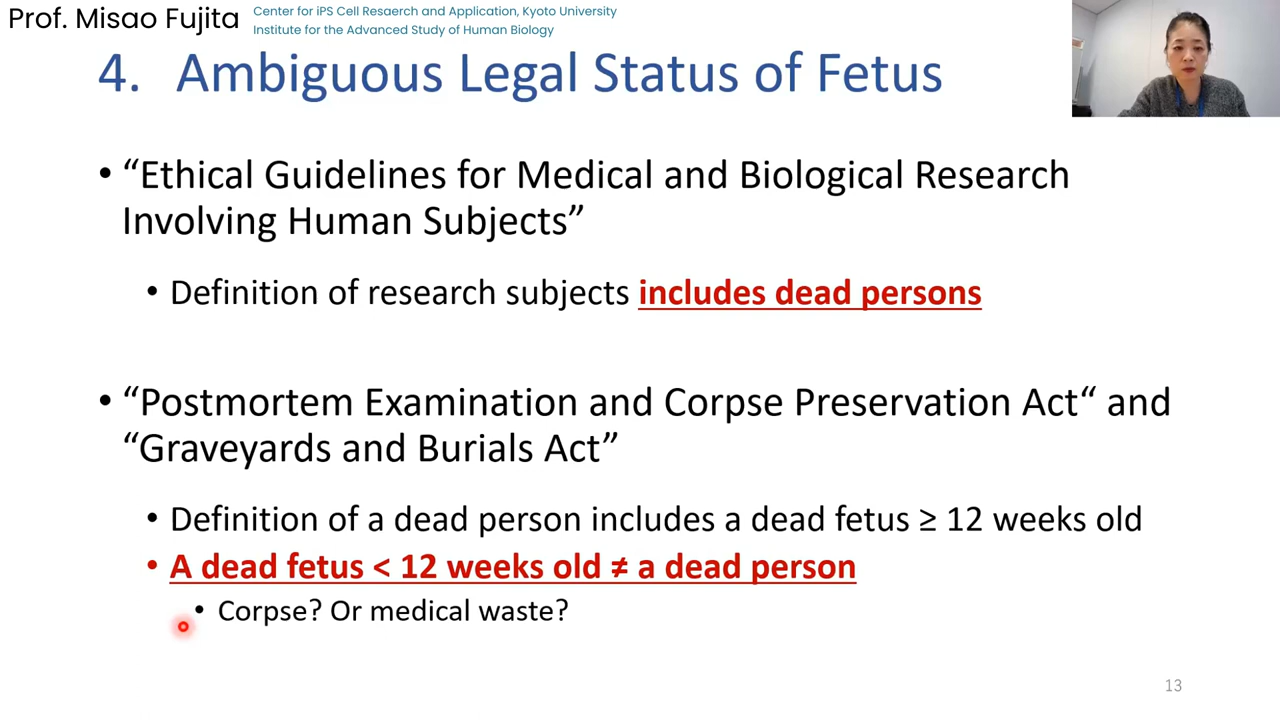 Prof. Misao Fujita
Center for iPS Cell Resaerch and Application, Kyoto University
Institute for the Advanced Study of Human Biology
4. Ambiguous Legal Status of Fetus
• “Ethical Guidelines for Medical and Biological Research
Involving Human Subjects”
• Definition of research subjects includes dead persons
• “Postmortem Examination and Corpse Preservation Act“ and
“Graveyards and Burials Act”
• Definition of a dead person includes a dead fetus ≥ 12 weeks old
• A dead fetus < 12 weeks old ≠ a dead person
• Corpse? Or medical waste?
13